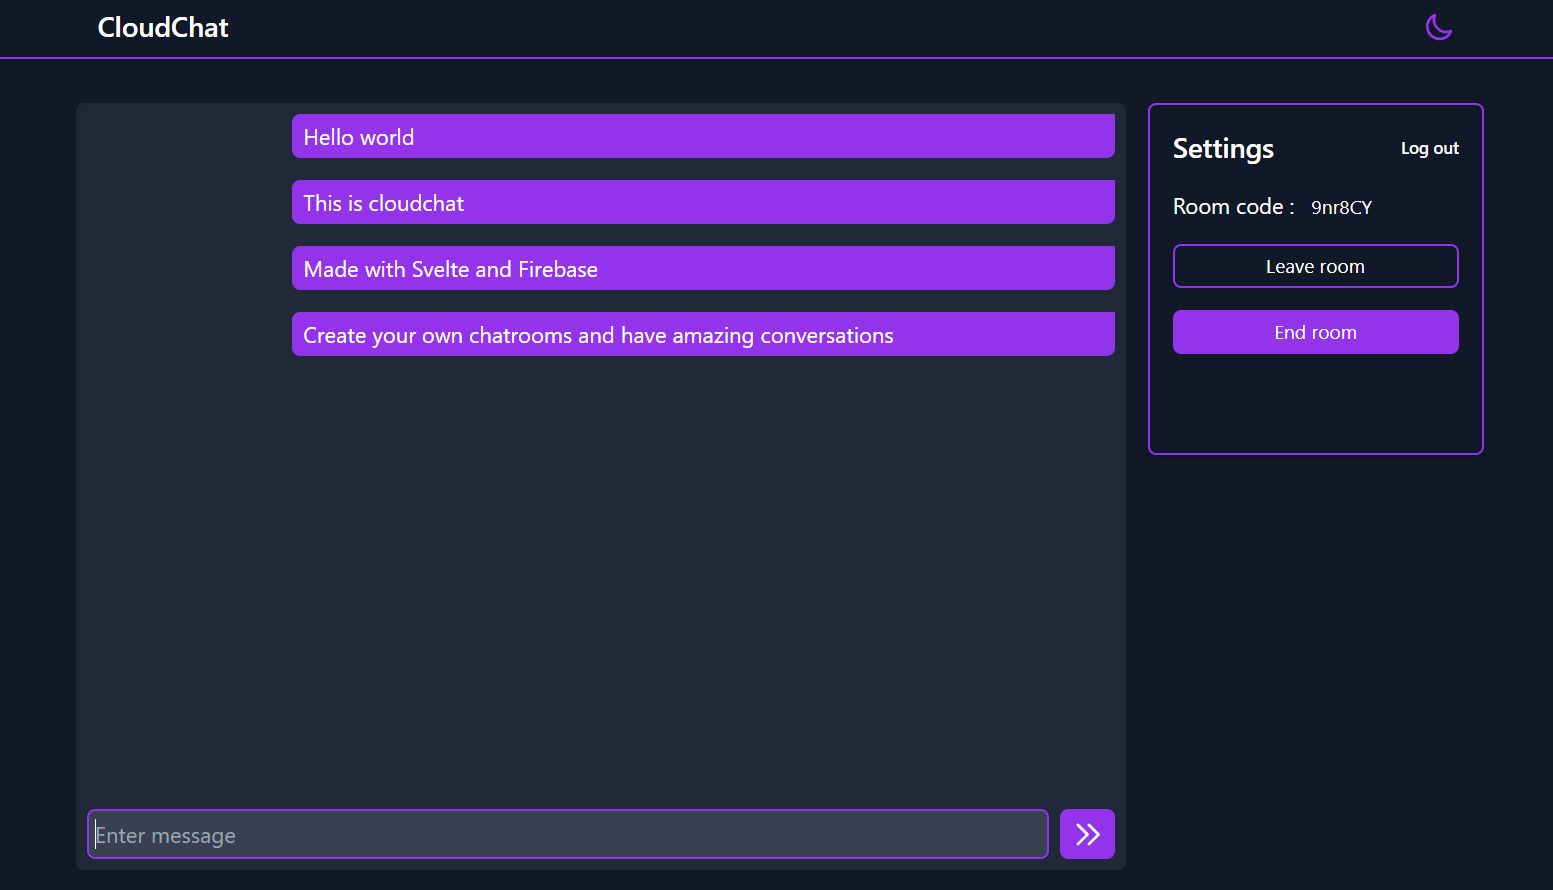 CloudChat
Hello world
This is cloudchat
Made with Svelte and Firebase
Create your own chatrooms and have amazing conversations
Enter message
Settings
Log out
Room code : 9nr8CY
Leave room
End room